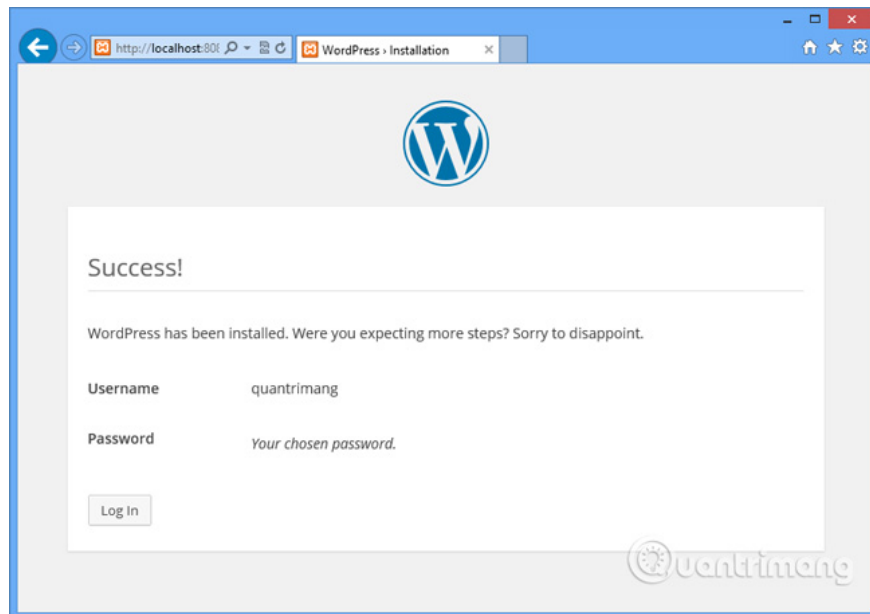 http://localhost:808
WordPress › Installation
Success!
WordPress has been installed. Were you expecting more steps? Sorry to disappoint.
Username quantrimang
Password Your chosen password.
Log In
Quantrimang